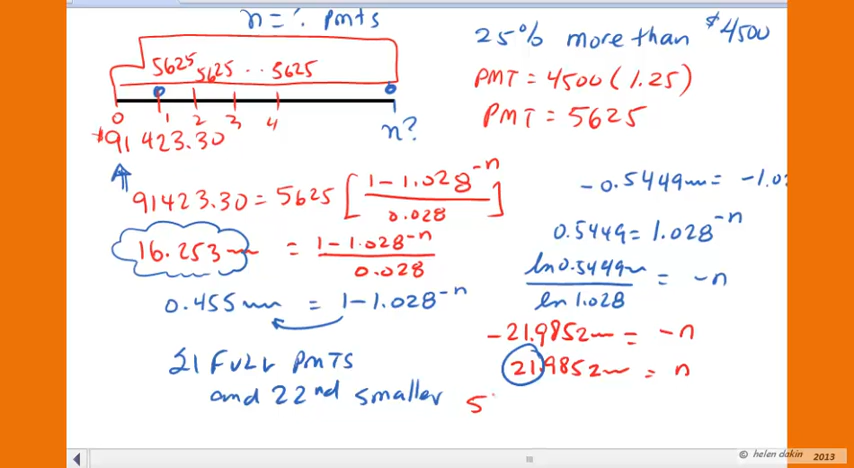 n = ? pmts
5625 5625 .. 5625
0 1 2 3 4 n?
$91 423.30
25% more than $4500
PMT = 4500(1.25)
PMT = 5625
91423.30 = 5625 [ 1-1.028^-n / 0.028 ]
16.253 = 1-1.028^-n / 0.028
0.455 = 1-1.028^-n
21 FULL PMTS
and 22nd smaller
-0.5449 = -1.02
0.5449 = 1.028^-n
ln 0.5449 / ln 1.028 = -n
-21.9852 = -n
21.9852 = n
5
© helen dakin 2013